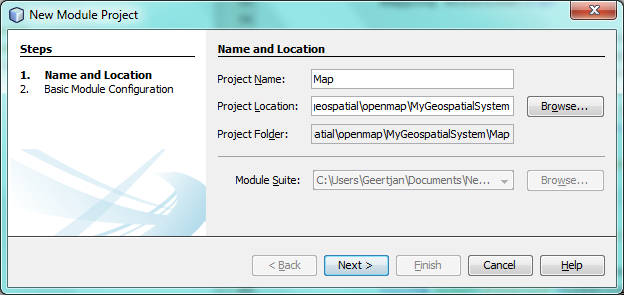 New Module Project
Steps
1. Name and Location
2. Basic Module Configuration
Name and Location
Project Name: Map
Project Location: geospatial\openmap\MyGeospatialSystem Browse...
Project Folder: atial\openmap\MyGeospatialSystem\Map
Module Suite: C:\Users\Geertjan\Documents\Ne... Browse...
< Back Next > Finish Cancel Help